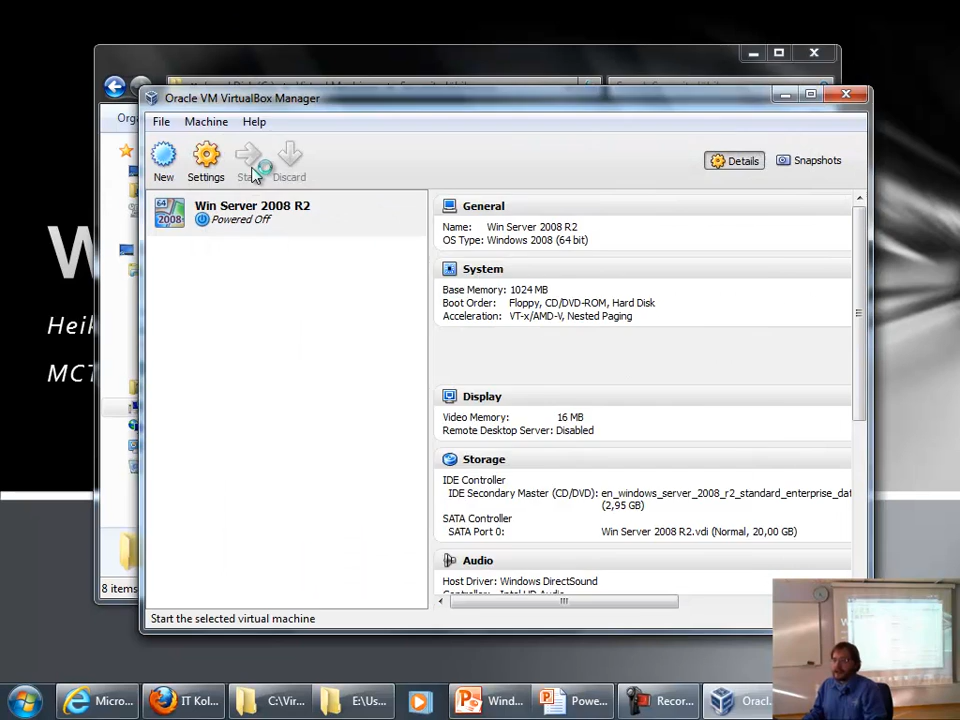 Oracle VM VirtualBox Manager
File Machine Help
New Settings Discard
Details Snapshots
64
2008
Win Server 2008 R2
Powered Off
General
Name: Win Server 2008 R2
OS Type: Windows 2008 (64 bit)
System
Base Memory: 1024 MB
Boot Order: Floppy, CD/DVD-ROM, Hard Disk
Acceleration: VT-x/AMD-V, Nested Paging
Display
Video Memory: 16 MB
Remote Desktop Server: Disabled
Storage
IDE Controller
IDE Secondary Master (CD/DVD): en_windows_server_2008_r2_standard_enterprise_dat
(2,95 GB)
SATA Controller
SATA Port 0: Win Server 2008 R2.vdi (Normal, 20,00 GB)
Audio
Host Driver: Windows DirectSound
Start the selected virtual machine
Orga
W
Heik
MCT
8 items
Micro... IT Kol... C:\Vir... E:\Us... Wind... Powe... Recor... Oracl...